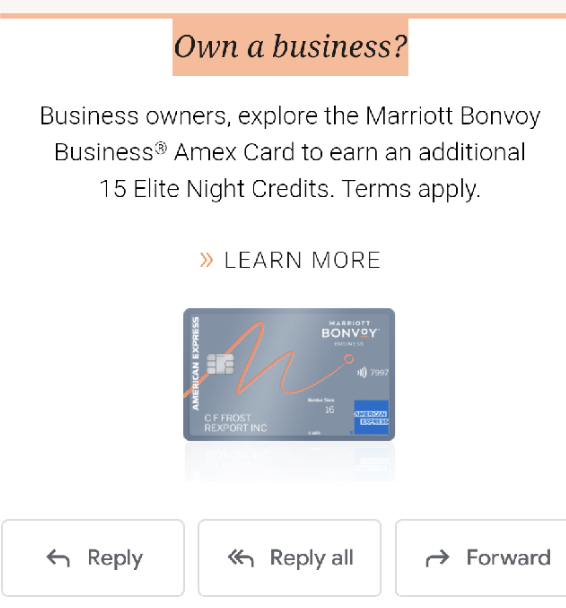 Own a business?
Business owners, explore the Marriott Bonvoy
Business® Amex Card to earn an additional
15 Elite Night Credits. Terms apply.
» LEARN MORE
AMERICAN EXPRESS
MARRIOTT
BONVOY
BUSINESS
7997
Member Since
16
C F FROST
REXPORT INC
AMERICAN
EXPRESS
Reply
Reply all
Forward